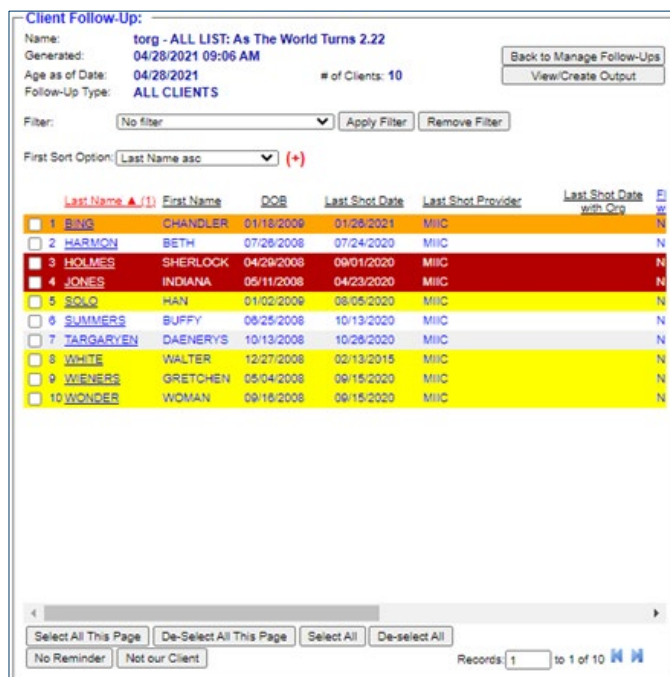 Client Follow-Up:
Name: torg - ALL LIST: As The World Turns 2.22
Generated: 04/28/2021 09:06 AM
Back to Manage Follow-Ups
Age as of Date: 04/28/2021 # of Clients: 10
View/Create Output
Follow-Up Type: ALL CLIENTS
Filter: No filter Apply Filter Remove Filter
First Sort Option: Last Name asc (+)
Last Name ▲ (1) First Name DOB Last Shot Date Last Shot Provider Last Shot Date with Org
1 BING CHANDLER 01/18/2009 01/26/2021 MIIC N
2 HARMON BETH 07/26/2008 07/24/2020 MIIC N
3 HOLMES SHERLOCK 04/29/2008 09/01/2020 MIIC N
4 JONES INDIANA 05/11/2008 04/23/2020 MIIC N
5 SOLO HAN 01/02/2009 08/05/2020 MIIC N
6 SUMMERS BUFFY 06/25/2008 10/13/2020 MIIC N
7 TARGARYEN DAENERYS 10/13/2008 10/26/2020 MIIC N
8 WHITE WALTER 12/27/2008 02/13/2015 MIIC N
9 WIENERS GRETCHEN 05/04/2008 09/15/2020 MIIC N
10 WONDER WOMAN 09/16/2008 09/15/2020 MIIC N
Select All This Page De-Select All This Page Select All De-select All
No Reminder Not our Client Records: 1 to 1 of 10